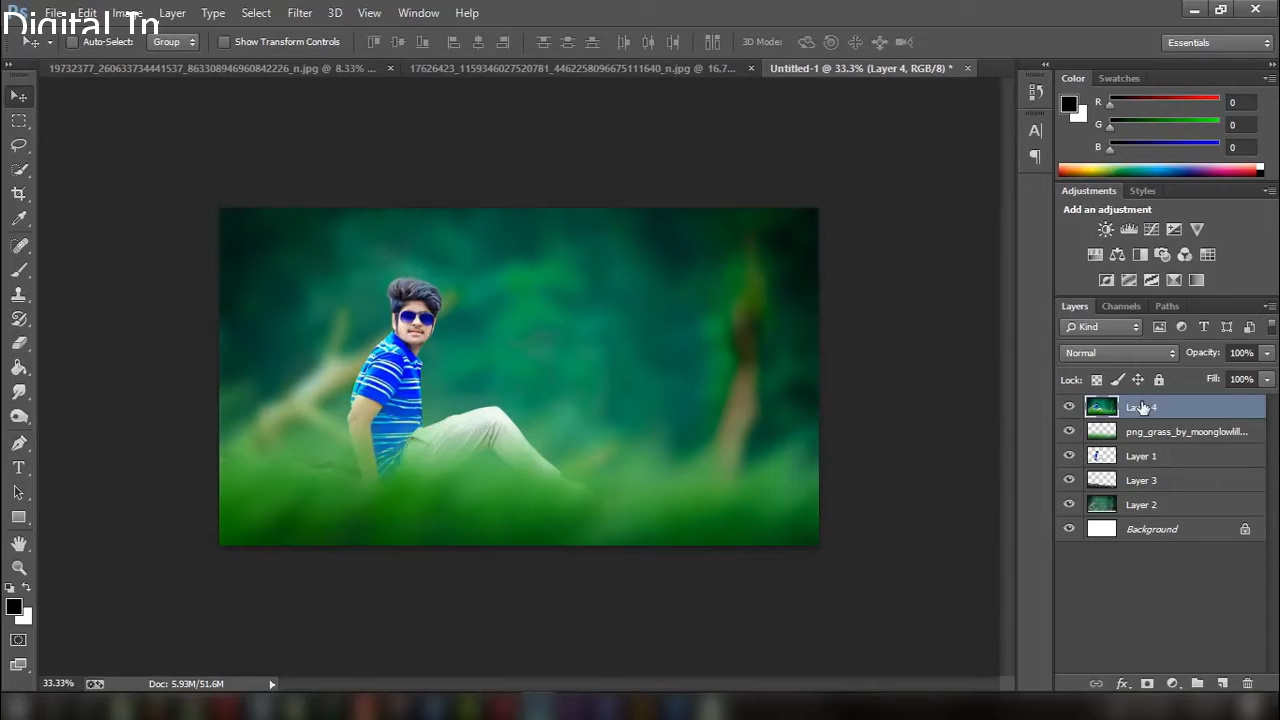 Ps File Edit Image Layer Type Select Filter 3D View Window Help
Digital Tn
Auto-Select: Group Show Transform Controls 3D Mode: Essentials
19732377_260633734441537_863308946960842226_n.jpg @ 8.33% ... × 17626423_1159346027520781_4462258096675111640_n.jpg @ 16.7... × Untitled-1 @ 33.3% (Layer 4, RGB/8) * ×
Color Swatches
R 0
G 0
B 0
Adjustments Styles
Add an adjustment
Layers Channels Paths
Kind
Normal Opacity: 100%
Lock: Fill: 100%
Layer 4
png_grass_by_moonglowlill...
Layer 1
Layer 3
Layer 2
Background
33.33% Doc: 5.93M/51.6M